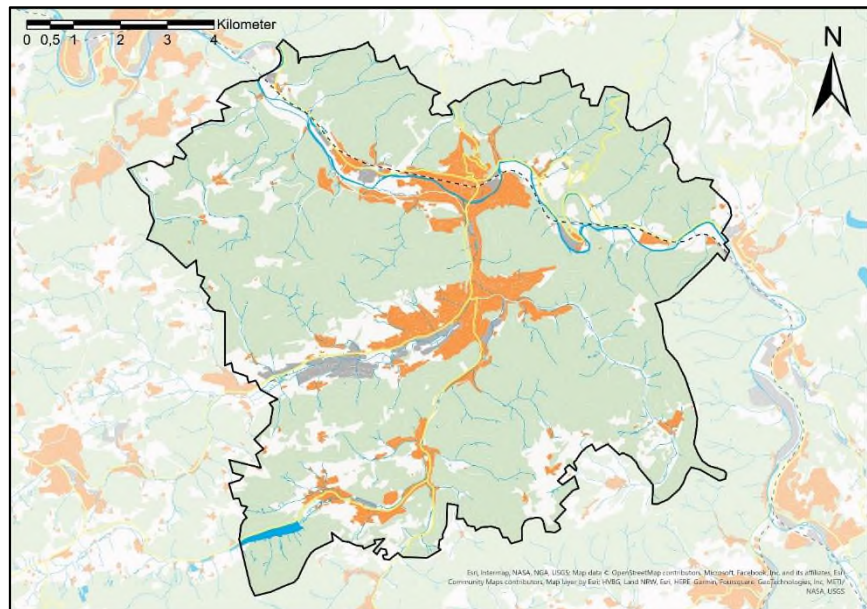 Kilometer
0 0,5 1 2 3 4
N
Esri, Intermap, NASA, NGA, USGS; Map data © OpenStreetMap contributors, Microsoft, Facebook, Inc. and its affiliates, Esri
Community Maps contributors, Map layer by Esri; HVBG, Land NRW, Esri, HERE, Garmin, Foursquare, GeoTechnologies, Inc, METI/
NASA, USGS